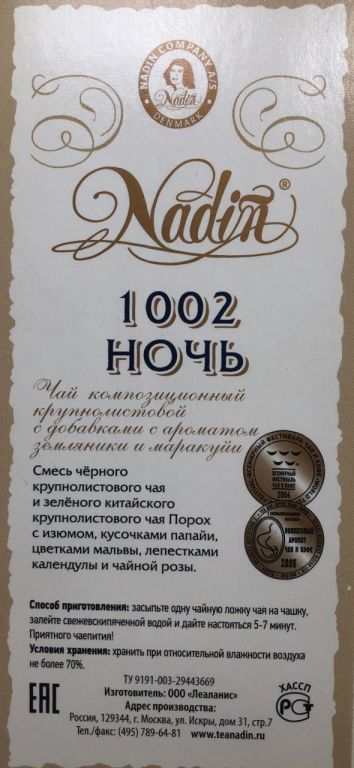 NADIN COMPANY A/S
Nadin
DENMARK
Nadin®
1002
НОЧЬ
Чай композиционный
крупнолистовой
с добавками с ароматом
земляники и маракуйи
Смесь чёрного
крупнолистового чая
и зелёного китайского
крупнолистового чая Порох
с изюмом, кусочками папайи,
цветками мальвы, лепестками
календулы и чайной розы.
ВСЕМИРНЫЙ
ФЕСТИВАЛЬ
ЧАЯ И КОФЕ
2006
АРОМАТ
ЧАЯ И КОФЕ
2006
Способ приготовления: засыпьте одну чайную ложку чая на чашку,
залейте свежевскипяченной водой и дайте настояться 5-7 минут.
Приятного чаепития!
Условия хранения: хранить при относительной влажности воздуха
не более 70%.
ТУ 9191-003-29443669
Изготовитель: ООО «Леаланис»
Адрес производства:
Россия, 129344, г. Москва, ул. Искры, дом 31, стр.7
Тел./факс: (495) 789-64-81 www.teanadin.ru
ЕАС
ХАССП
РСТ